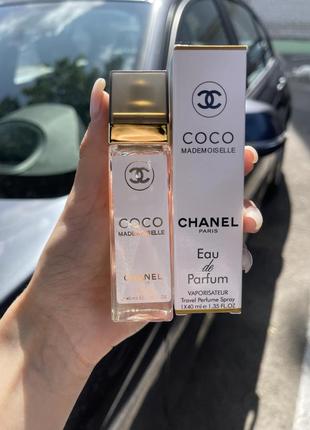 COCO
MADEMOISELLE
CHANEL
COCO
MADEMOISELLE
CHANEL
PARIS
Eau
de
Parfum
VAPORISATEUR
Travel Perfume Spray
1X40 ml e 1.35 FL OZ